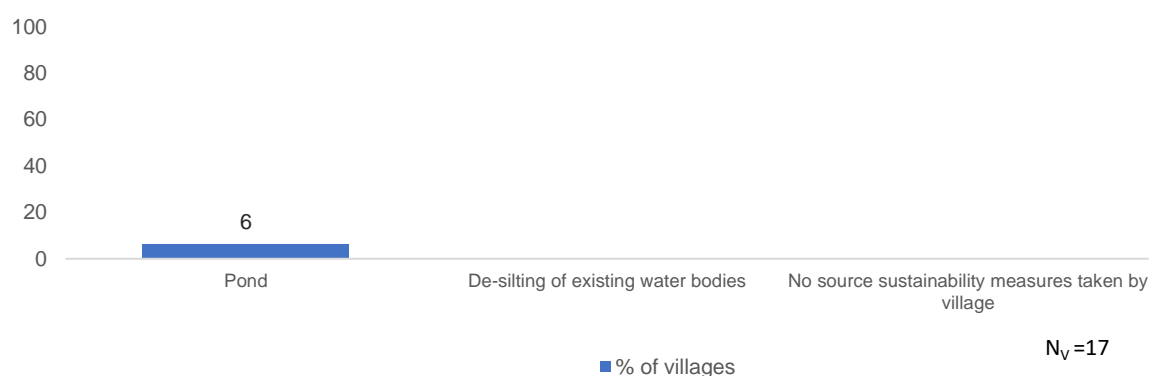 100
80
60
40
20
0
6
Pond
De-silting of existing water bodies
No source sustainability measures taken by
village
N_V =17
% of villages